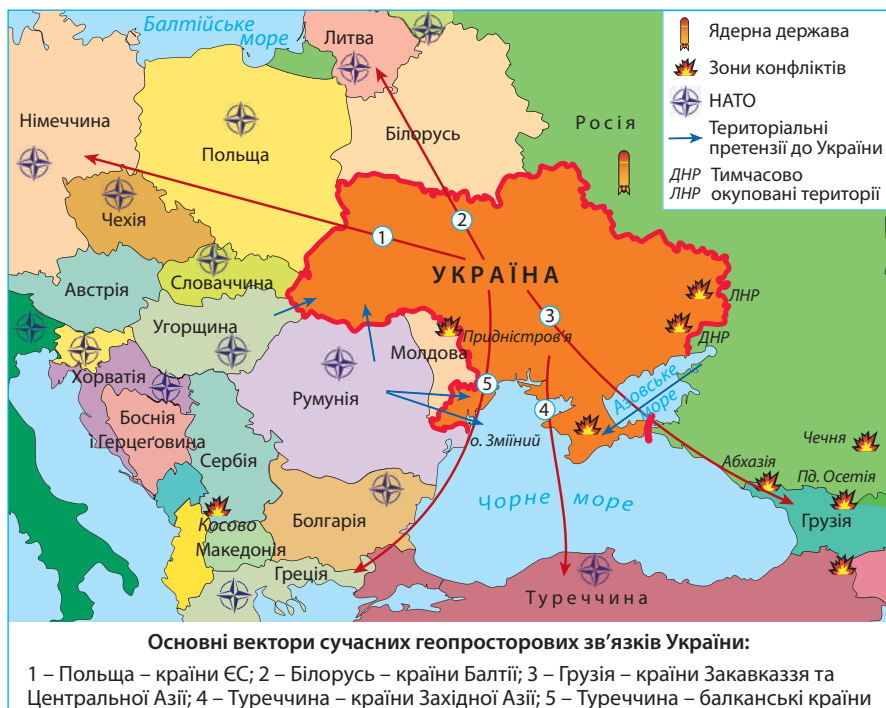 Балтійське
море
Литва
Німеччина
Польща
Білорусь
Росія
Ядерна держава
Зони конфліктів
НАТО
Територіальні
претензії до України
ДНР Тимчасово
ЛНР окуповані території
Чехія
1
2
УКРАЇНА
Словаччина
Австрія
Угорщина
3
ЛНР
ДНР
Придністров'я
Молдова
Хорватія
Румунія
5
4
Азовське
море
Боснія
і Герцеґовина
Сербія
о. Зміїний
Чечня
Абхазія
Пд. Осетія
Чорне море
Грузія
Косово
Болгарія
Македонія
Греція
Туреччина
Основні вектори сучасних геопросторових зв'язків України:
1 – Польща – країни ЄС; 2 – Білорусь – країни Балтії; 3 – Грузія – країни Закавказзя та
Центральної Азії; 4 – Туреччина – країни Західної Азії; 5 – Туреччина – балканські країни